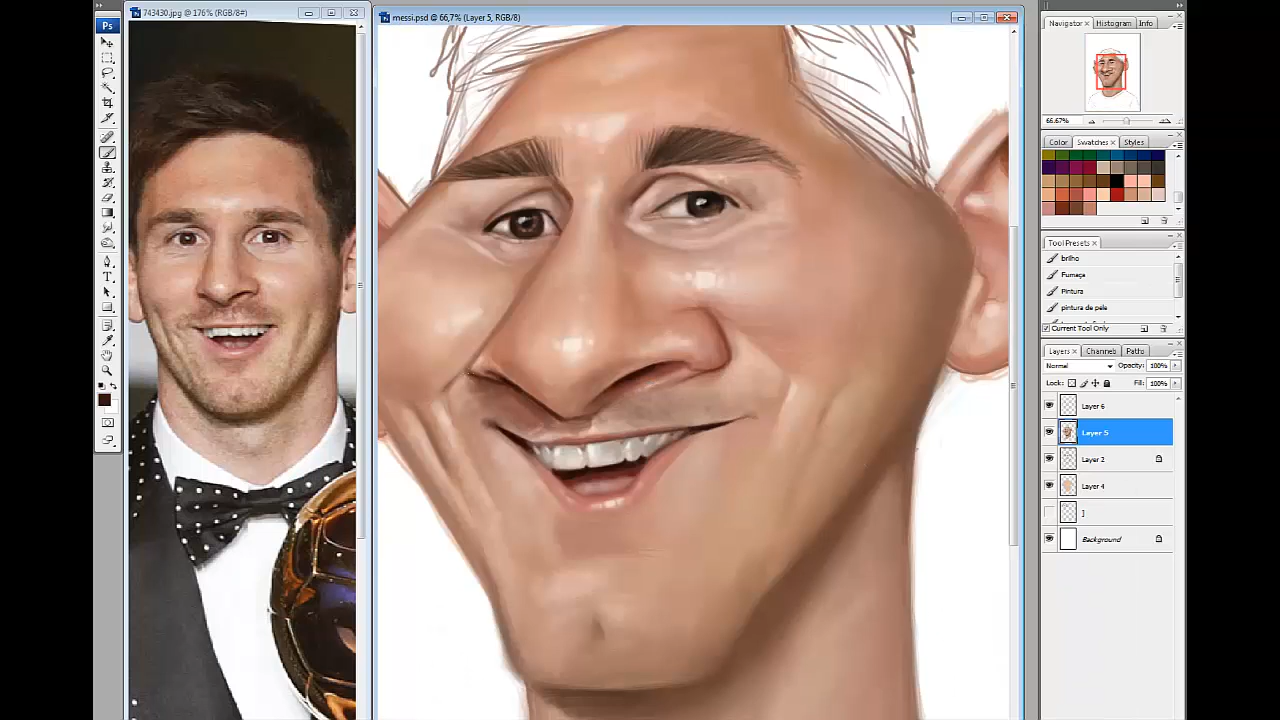 743430.jpg @ 176% (RGB/8#)
messi.psd @ 66,7% (Layer 5, RGB/8)
Ps
Navigator × Histogram Info
66.67%
Color Swatches × Styles
Tool Presets ×
brilho
Fumaça
Pintura
pintura de pele
Current Tool Only
Layers × Channels Paths
Normal Opacity: 100%
Lock: Fill: 100%
Layer 6
Layer 5
Layer 2
Layer 4
Background